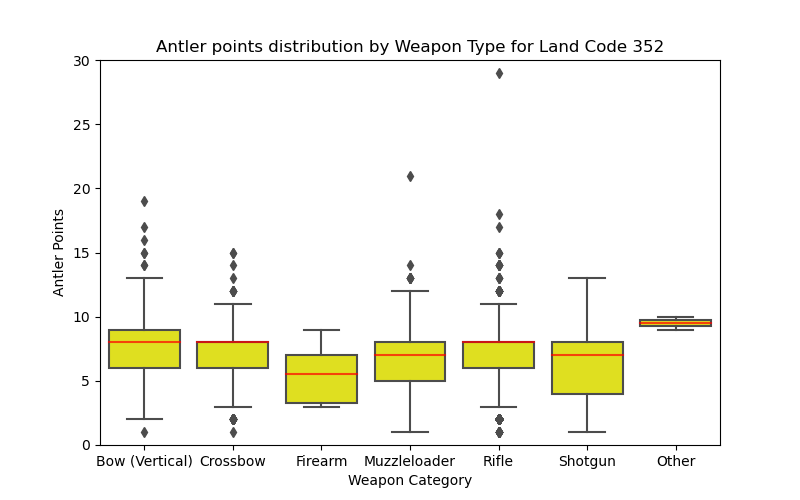 Antler points distribution by Weapon Type for Land Code 352
30
25
20
15
10
5
0
Antler Points
Bow (Vertical) Crossbow Firearm Muzzleloader Rifle Shotgun Other
Weapon Category